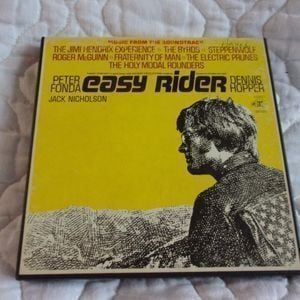 MUSIC FROM THE SOUNDTRACK
THE JIMI HENDRIX EXPERIENCE THE BYRDS STEPPENWOLF
ROGER McGUINN FRATERNITY OF MAN THE ELECTRIC PRUNES
THE HOLY MODAL ROUNDERS
PETER FONDA
easy rider
DENNIS HOPPER
JACK NICHOLSON